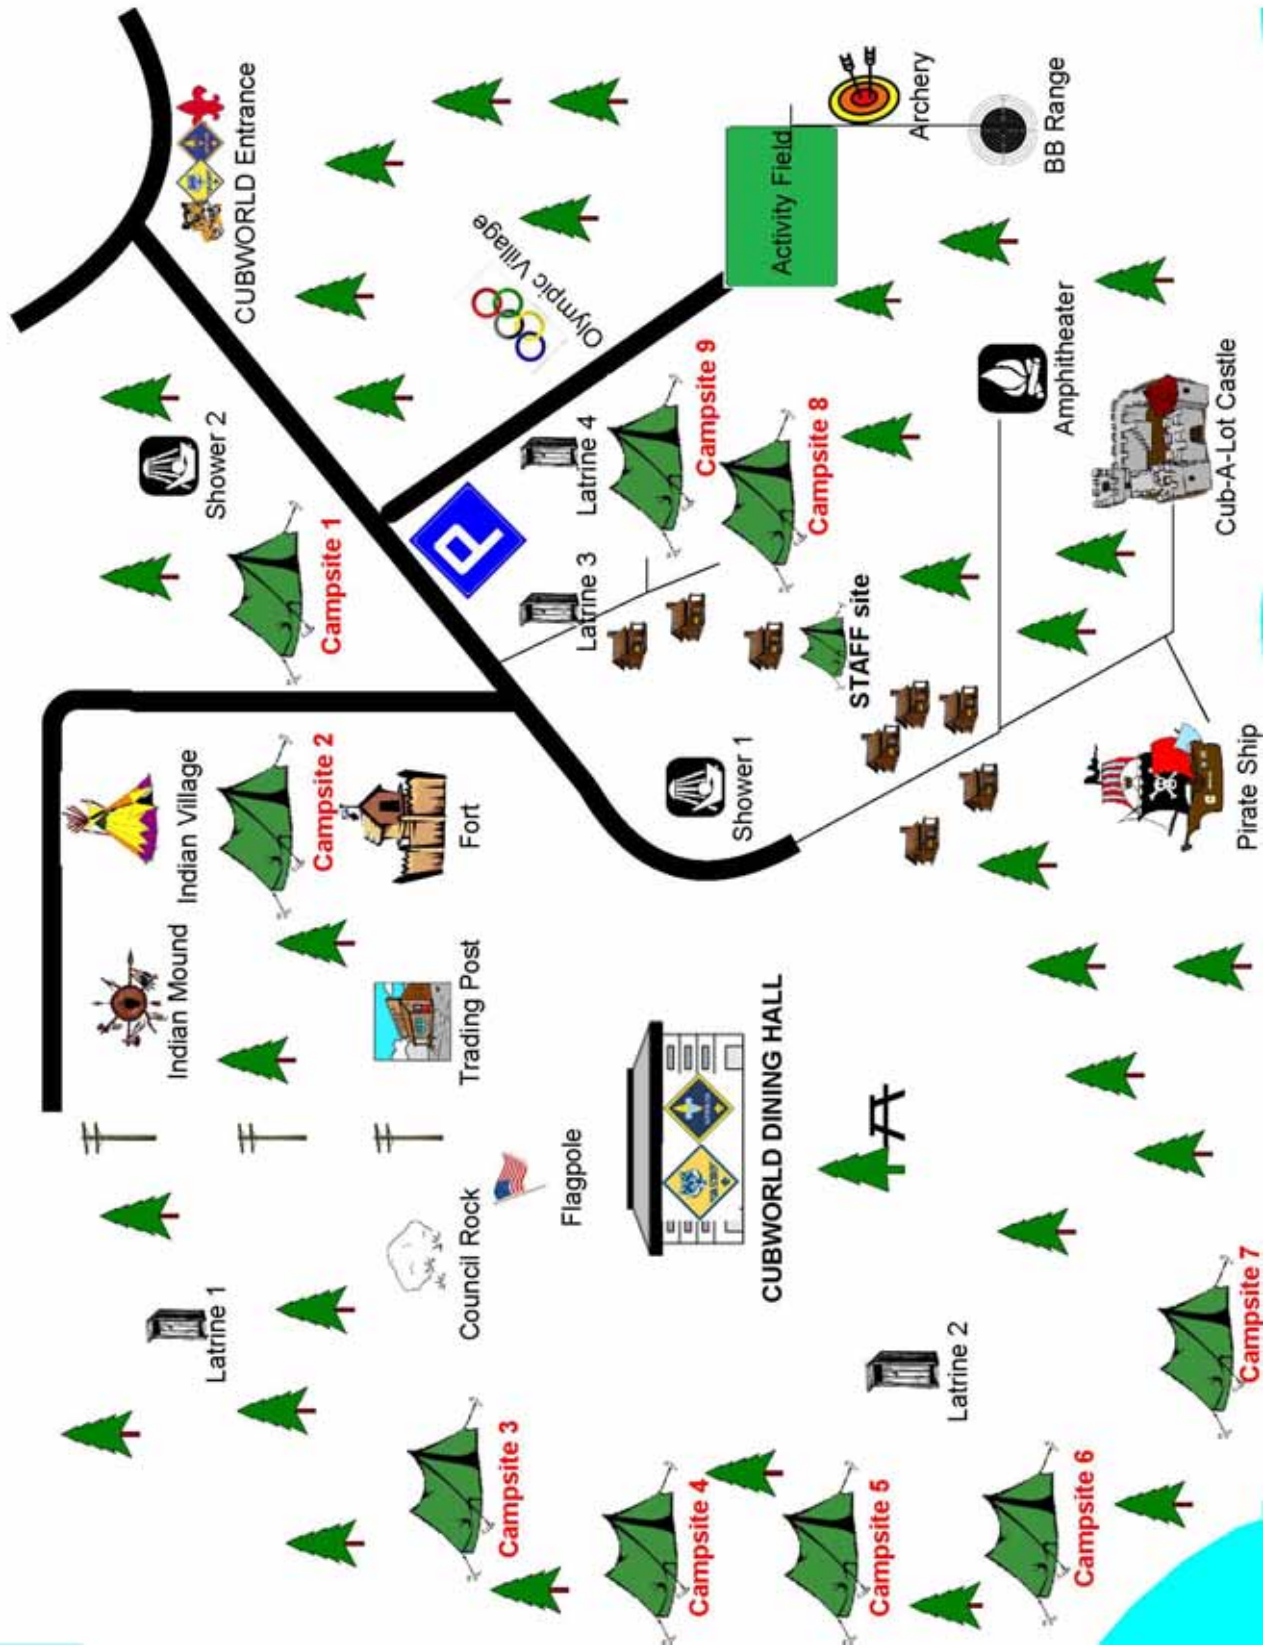 Latrine 1
Indian Mound
Indian Village
Shower 2
CUBWORLD Entrance
Campsite 2
Campsite 1
Council Rock
Trading Post
Fort
P
Campsite 3
Olympic Village
Flagpole
Latrine 3
Latrine 4
Campsite 4
Campsite 9
CUBWORLD DINING HALL
Shower 1
Activity Field
Campsite 8
Campsite 5
STAFF site
Archery
Latrine 2
Amphitheater
BB Range
Campsite 6
Cub-A-Lot Castle
Campsite 7
Pirate Ship